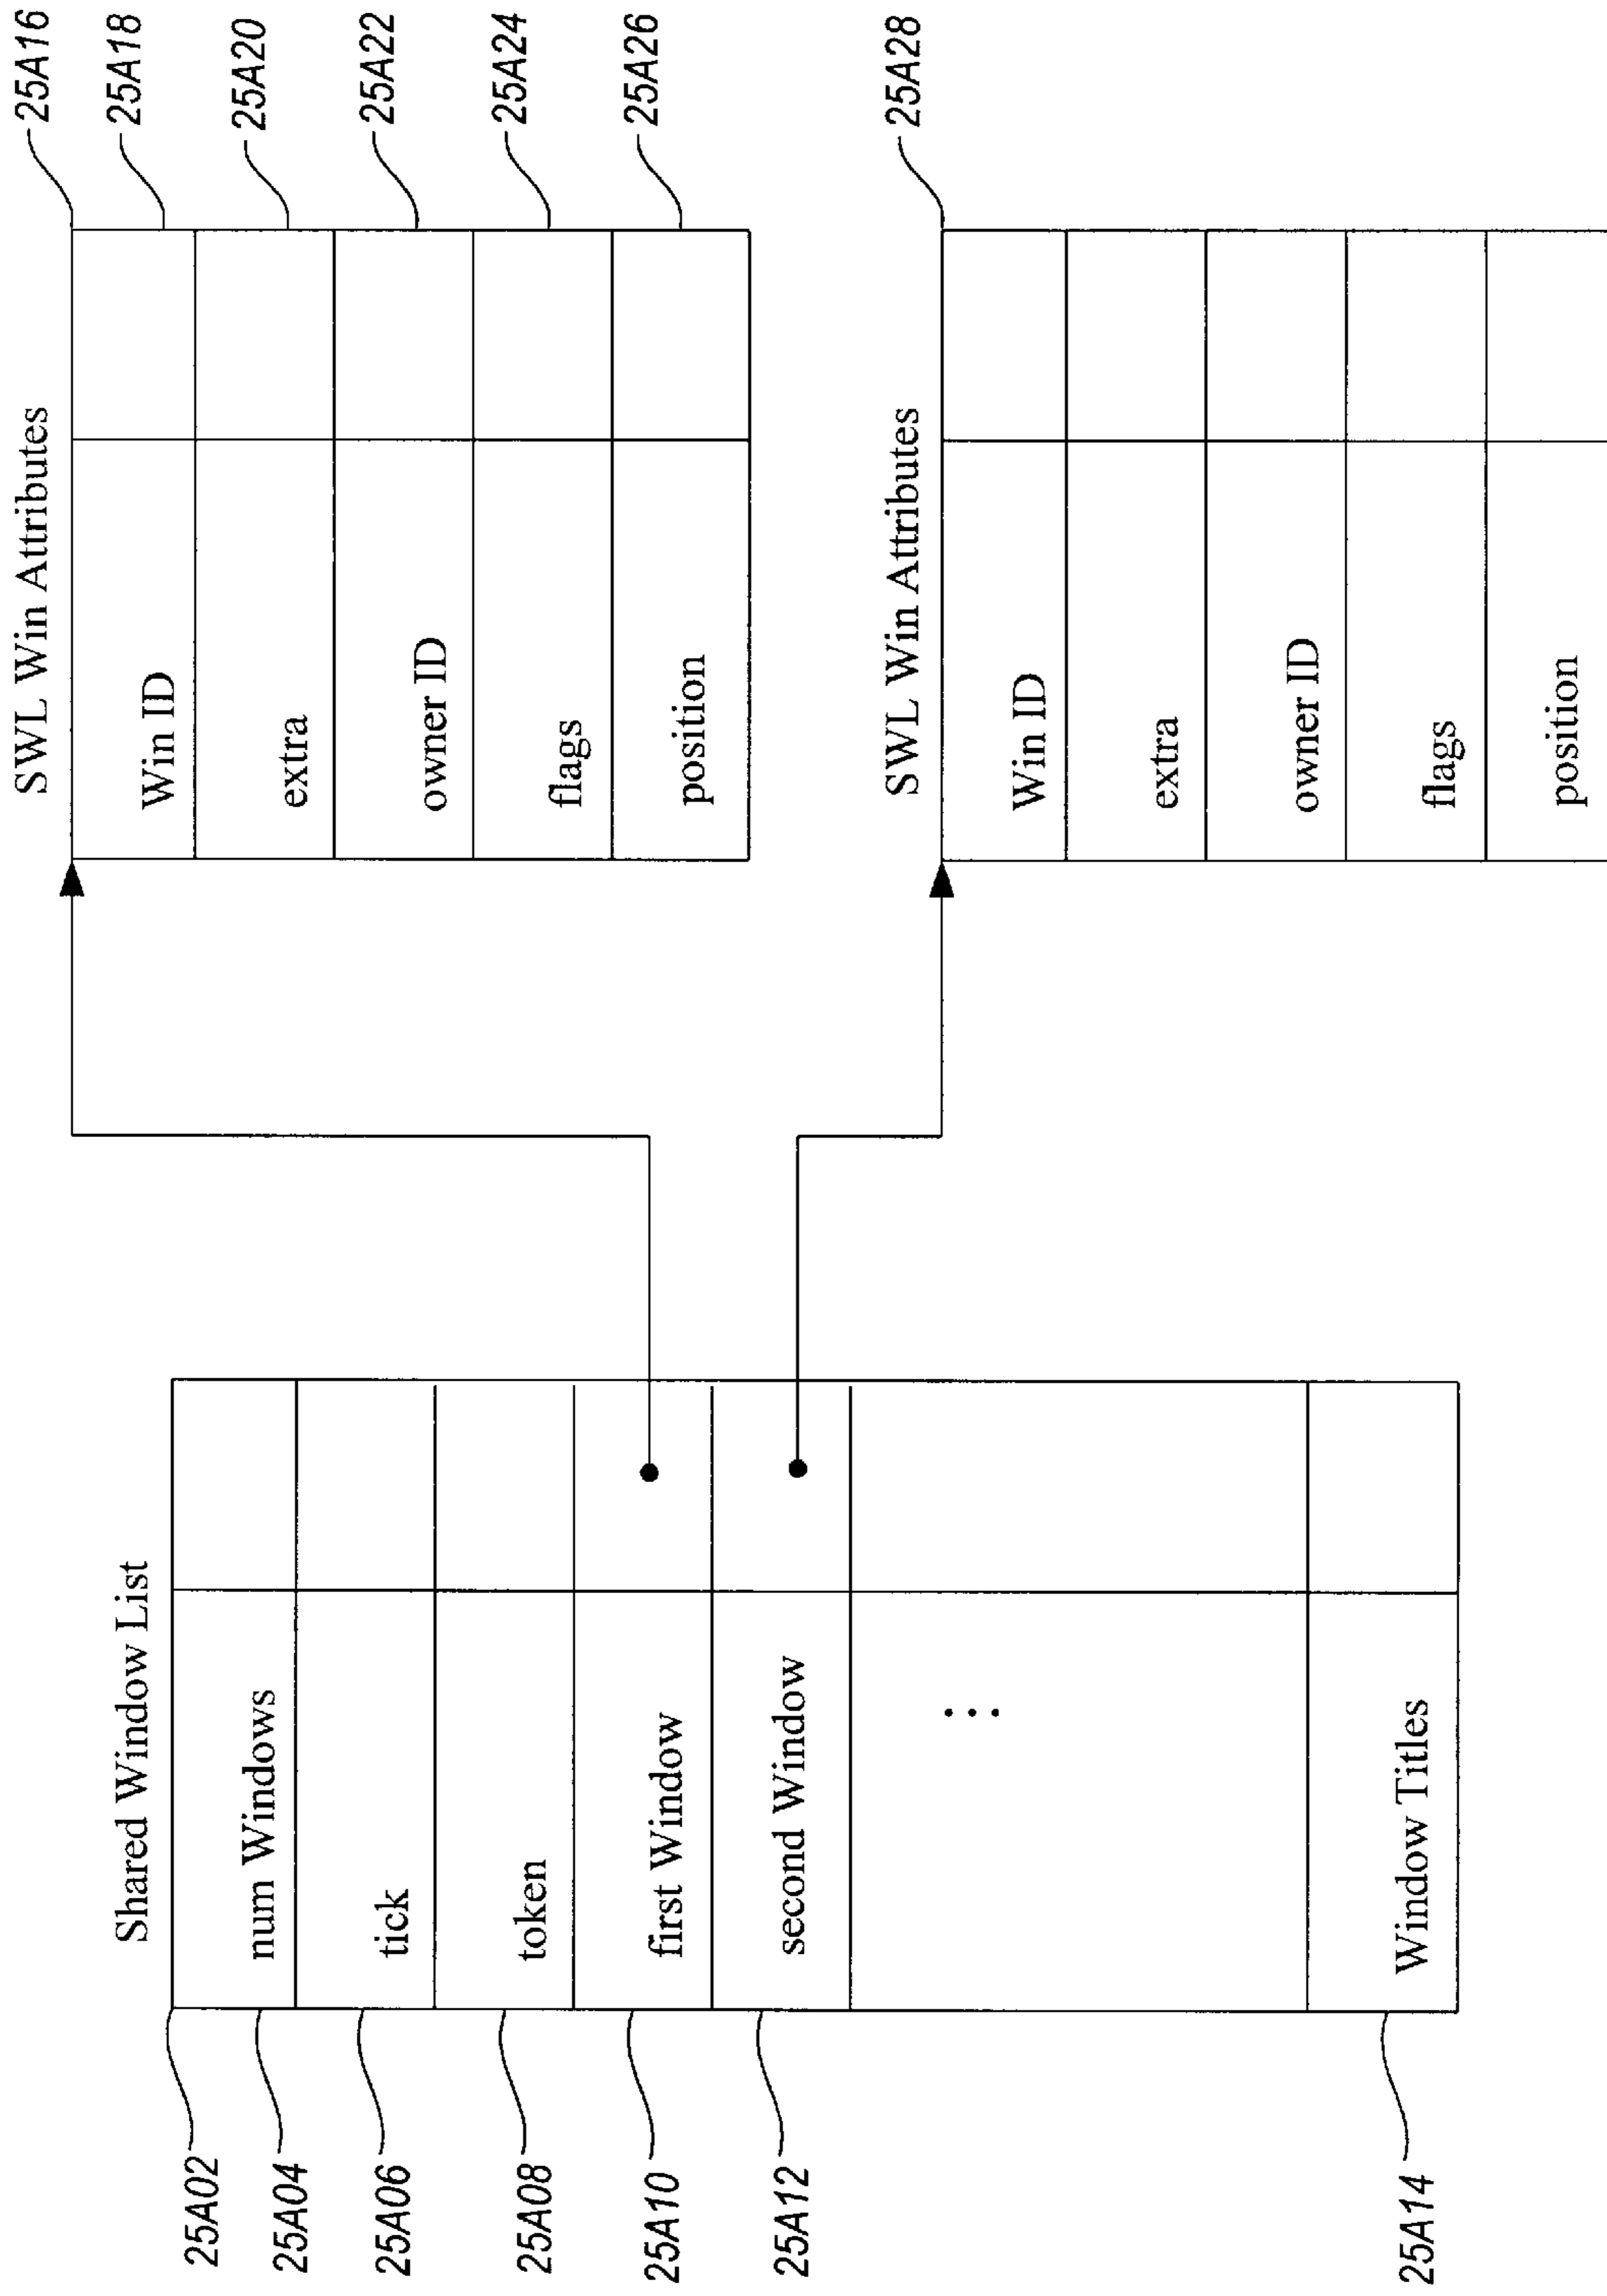 Shared Window List
25A02
25A04
num Windows
25A06
tick
25A08
token
25A10
first Window
25A12
second Window
...
25A14
Window Titles
SWL Win Attributes
25A16
Win ID
25A18
extra
25A20
owner ID
25A22
flags
25A24
position
25A26
SWL Win Attributes
25A28
Win ID
extra
owner ID
flags
position